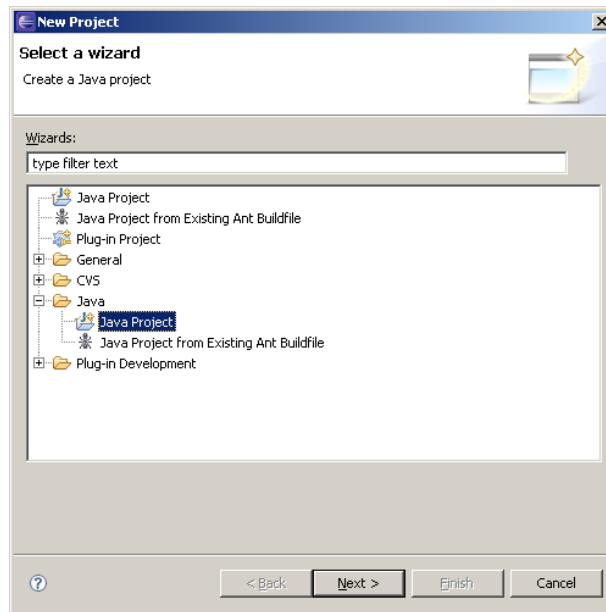 New Project
Select a wizard
Create a Java project
Wizards:
type filter text
Java Project
Java Project from Existing Ant Buildfile
Plug-in Project
General
CVS
Java
Java Project
Java Project from Existing Ant Buildfile
Plug-in Development
< Back Next > Finish Cancel